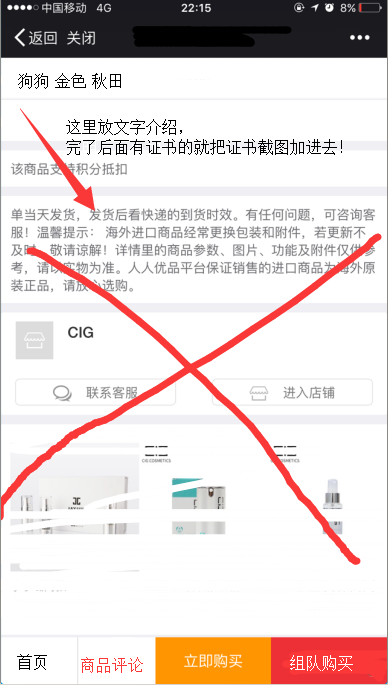 中国移动 4G 22:15 8%
返回 关闭
狗狗 金色 秋田
这里放文字介绍，
完了后面有证书的就把证书截图加进去！
该商品支持积分抵扣
单当天发货，发货后看快递的到货时效。有任何问题，可咨询客
服！温馨提示： 海外进口商品经常更换包装和附件，若更新不
及时，敬请谅解！详情里的商品参数、图片、功能及附件仅供参
考，请以实物为准。人人优品平台保证销售的进口商品为海外原
装正品，请放心选购。
CIG
联系客服 进入店铺
CIG COSMETICS CIG COSMETICS
首页 商品评论 立即购买 组队购买